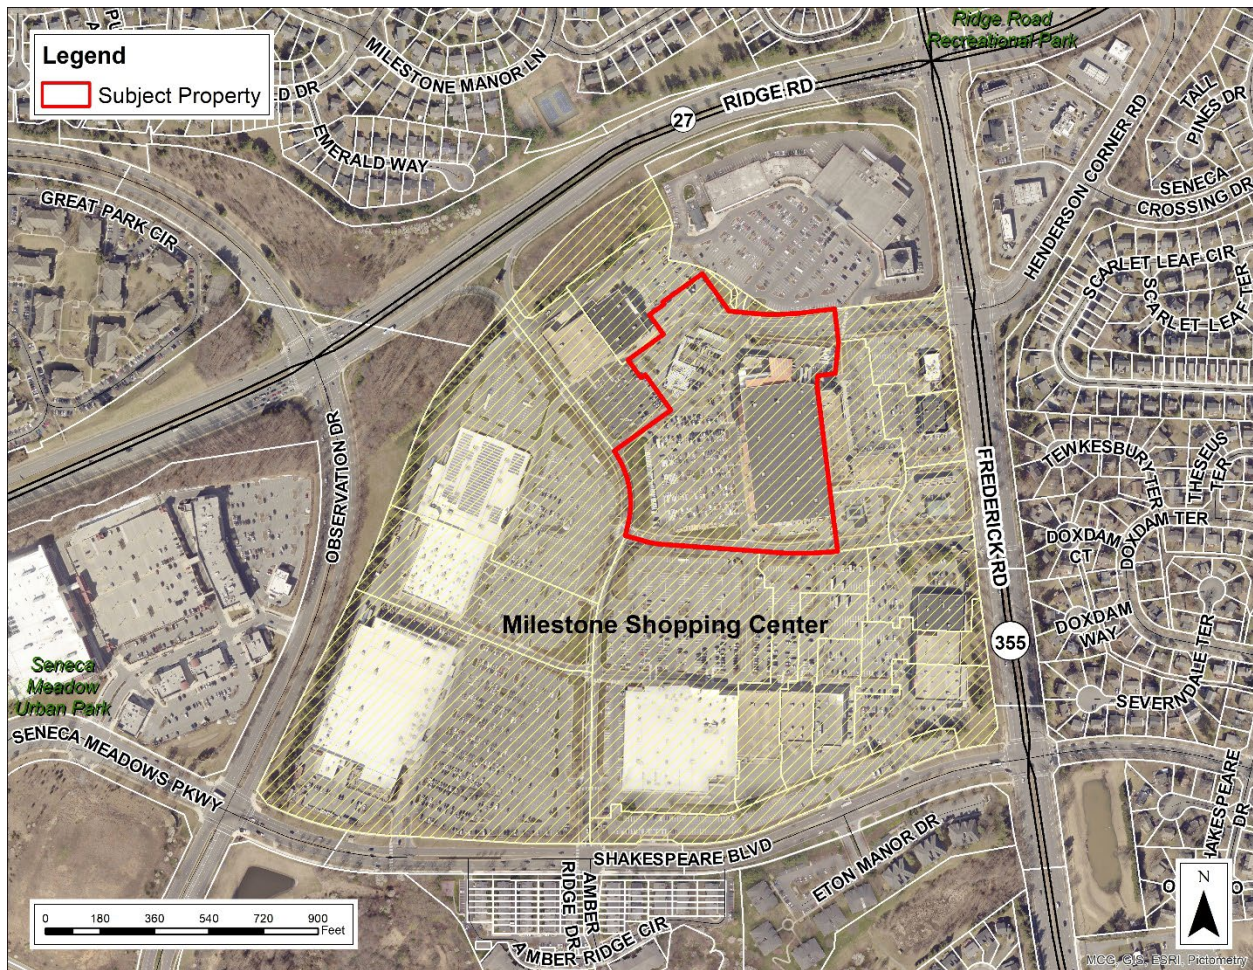 Legend
Subject Property
Ridge Road
Recreational Park
MILESTONE MANOR LN
RIDGE RD
27
EMERALD WAY
ED DR
TALL
PINES DR
HENDERSON CORNER RD
SENECA
CROSSING DR
GREAT PARK CIR
SCARLET LEAF CIR
SCARLET LEAF TER
OBSERVATION DR
FREDERICK RD
TEWKESBURY TER
THESEUS
TER
DOXDAM
CT
DOXDAM TER
DOXDAM
WAY
Milestone Shopping Center
355
Seneca
Meadow
Urban Park
SEVERNDALE TER
SENECA MEADOWS PKWY
SHAKESPEARE BLVD
SHAKESPEARE
DR
ETON MANOR DR
AMBER
RIDGE DR
AMBER RIDGE CIR
N
0 180 360 540 720 900
Feet
MCG, GIS, ESRI, Pictometry